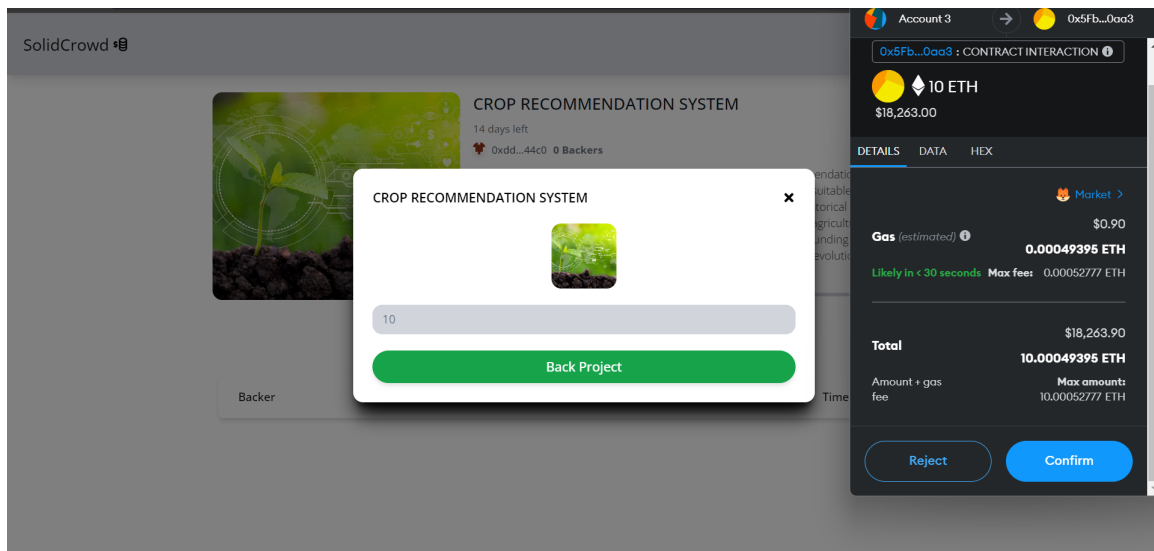 SolidCrowd
CROP RECOMMENDATION SYSTEM
14 days left
0xdd...44c0 0 Backers
CROP RECOMMENDATION SYSTEM
10
Back Project
Backer
Time
Account 3
0x5Fb...0aa3
0x5Fb...0aa3 : CONTRACT INTERACTION
10 ETH
$18,263.00
DETAILS DATA HEX
Market >
$0.90
Gas (estimated)
0.00049395 ETH
Likely in < 30 seconds Max fee: 0.00052777 ETH
$18,263.90
Total
10.00049395 ETH
Amount + gas Max amount:
fee 10.00052777 ETH
Reject Confirm